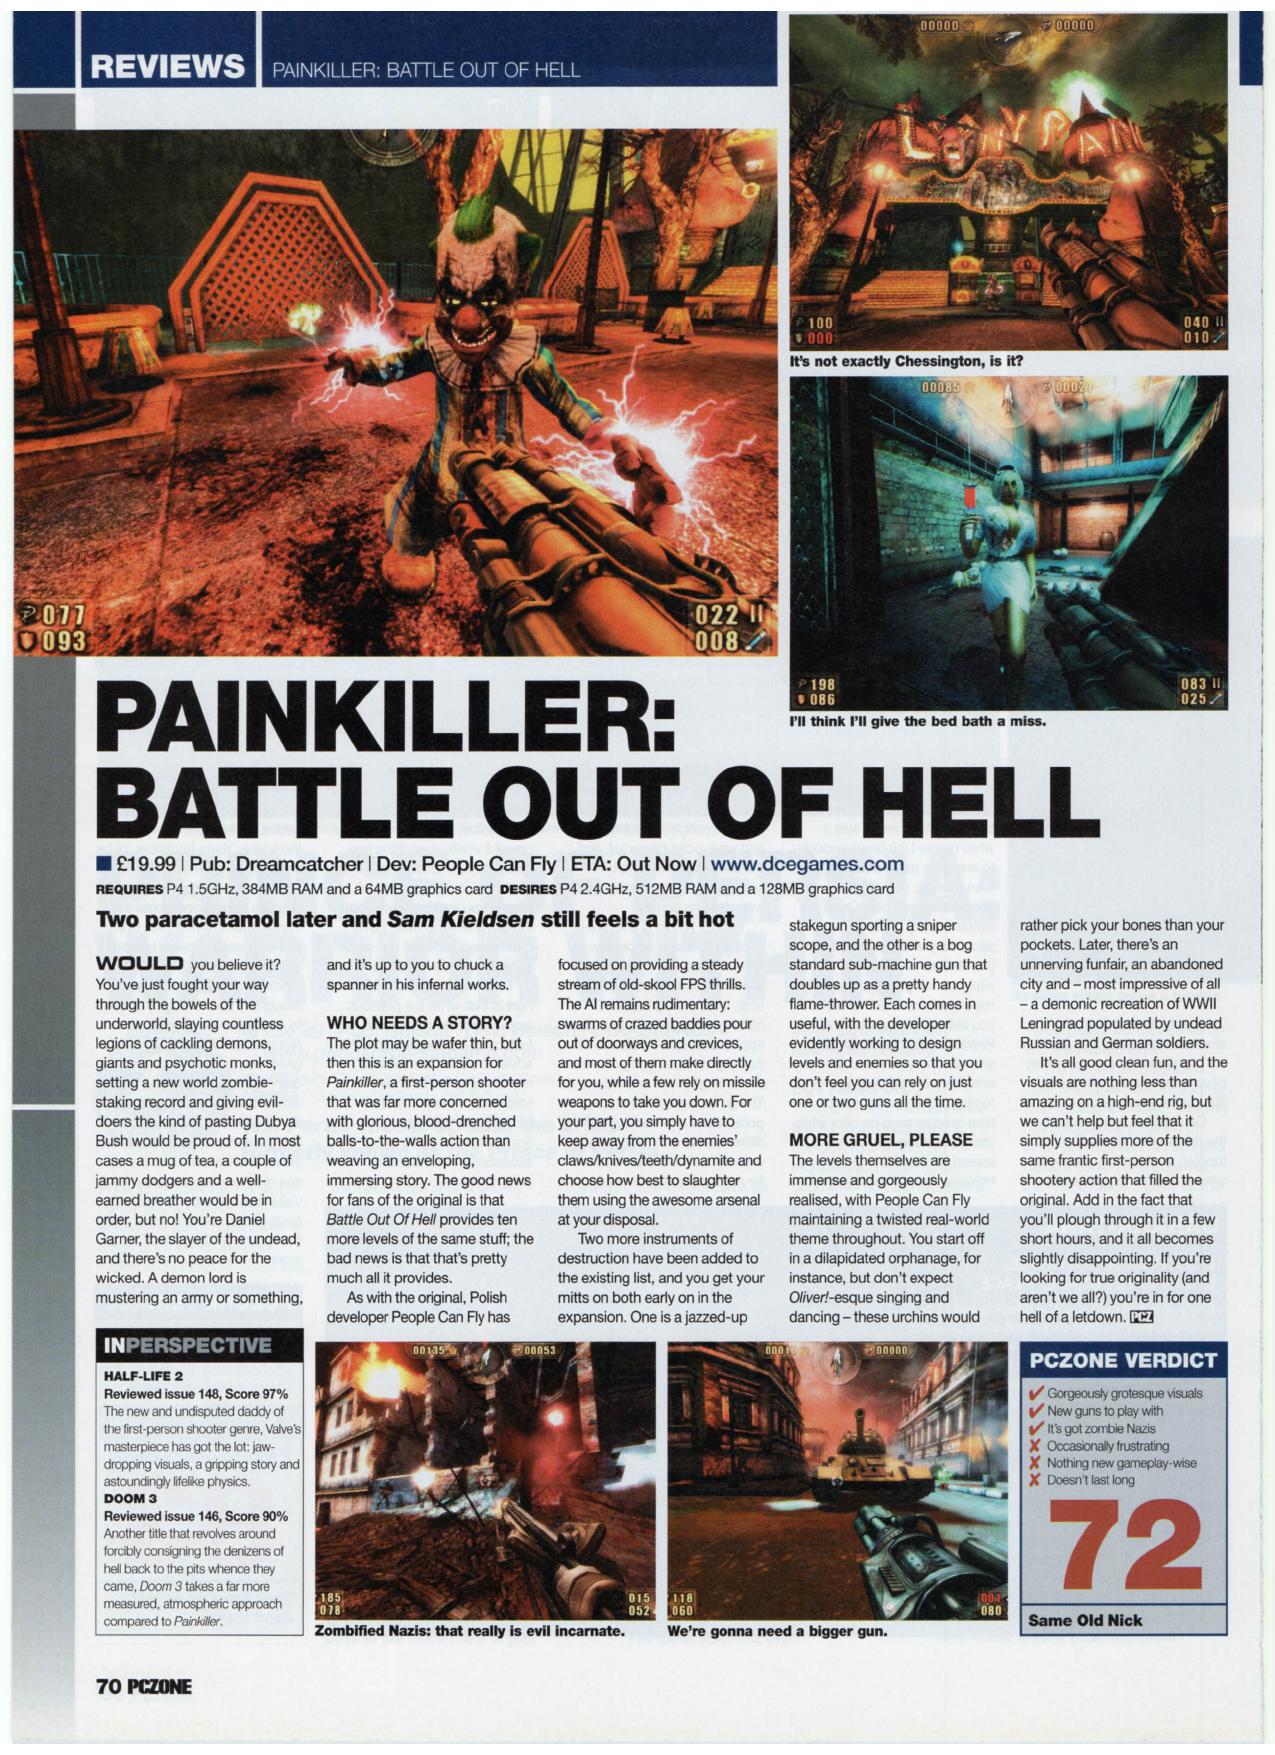 REVIEWS
PAINKILLER: BATTLE OUT OF HELL
077
093
022
008
00000
00000
LOONYPARK
100
000
040
010
It's not exactly Chessington, is it?
00085
0002
198
086
083
025
I'll think I'll give the bed bath a miss.
PAINKILLER:
BATTLE OUT OF HELL
£19.99 | Pub: Dreamcatcher | Dev: People Can Fly | ETA: Out Now | www.dcegames.com
REQUIRES P4 1.5GHz, 384MB RAM and a 64MB graphics card DESIRES P4 2.4GHz, 512MB RAM and a 128MB graphics card
Two paracetamol later and Sam Kieldsen still feels a bit hot
WOULD you believe it?
You've just fought your way
through the bowels of the
underworld, slaying countless
legions of cackling demons,
giants and psychotic monks,
setting a new world zombie-
staking record and giving evil-
doers the kind of pasting Dubya
Bush would be proud of. In most
cases a mug of tea, a couple of
jammy dodgers and a well-
earned breather would be in
order, but no! You're Daniel
Garner, the slayer of the undead,
and there's no peace for the
wicked. A demon lord is
mustering an army or something,
and it's up to you to chuck a
spanner in his infernal works.
WHO NEEDS A STORY?
The plot may be wafer thin, but
then this is an expansion for
Painkiller, a first-person shooter
that was far more concerned
with glorious, blood-drenched
balls-to-the-walls action than
weaving an enveloping,
immersing story. The good news
for fans of the original is that
Battle Out Of Hell provides ten
more levels of the same stuff; the
bad news is that that's pretty
much all it provides.
As with the original, Polish
developer People Can Fly has
focused on providing a steady
stream of old-skool FPS thrills.
The AI remains rudimentary:
swarms of crazed baddies pour
out of doorways and crevices,
and most of them make directly
for you, while a few rely on missile
weapons to take you down. For
your part, you simply have to
keep away from the enemies'
claws/knives/teeth/dynamite and
choose how best to slaughter
them using the awesome arsenal
at your disposal.
Two more instruments of
destruction have been added to
the existing list, and you get your
mitts on both early on in the
expansion. One is a jazzed-up
stakegun sporting a sniper
scope, and the other is a bog
standard sub-machine gun that
doubles up as a pretty handy
flame-thrower. Each comes in
useful, with the developer
evidently working to design
levels and enemies so that you
don't feel you can rely on just
one or two guns all the time.
MORE GRUEL, PLEASE
The levels themselves are
immense and gorgeously
realised, with People Can Fly
maintaining a twisted real-world
theme throughout. You start off
in a dilapidated orphanage, for
instance, but don't expect
Oliver!-esque singing and
dancing – these urchins would
rather pick your bones than your
pockets. Later, there's an
unnerving funfair, an abandoned
city and – most impressive of all
– a demonic recreation of WWII
Leningrad populated by undead
Russian and German soldiers.
It's all good clean fun, and the
visuals are nothing less than
amazing on a high-end rig, but
we can't help but feel that it
simply supplies more of the
same frantic first-person
shootery action that filled the
original. Add in the fact that
you'll plough through it in a few
short hours, and it all becomes
slightly disappointing. If you're
looking for true originality (and
aren't we all?) you're in for one
hell of a letdown. PCZ
INPERSPECTIVE
HALF-LIFE 2
Reviewed issue 148, Score 97%
The new and undisputed daddy of
the first-person shooter genre, Valve's
masterpiece has got the lot: jaw-
dropping visuals, a gripping story and
astoundingly lifelike physics.
DOOM 3
Reviewed issue 146, Score 90%
Another title that revolves around
forcibly consigning the denizens of
hell back to the pits whence they
came, Doom 3 takes a far more
measured, atmospheric approach
compared to Painkiller.
00135
00053
185
078
015
052
Zombified Nazis: that really is evil incarnate.
00000
118
060
001
080
We're gonna need a bigger gun.
PCZONE VERDICT
✓ Gorgeously grotesque visuals
✓ New guns to play with
✓ It's got zombie Nazis
✗ Occasionally frustrating
✗ Nothing new gameplay-wise
✗ Doesn't last long
72
Same Old Nick
70 PCZONE